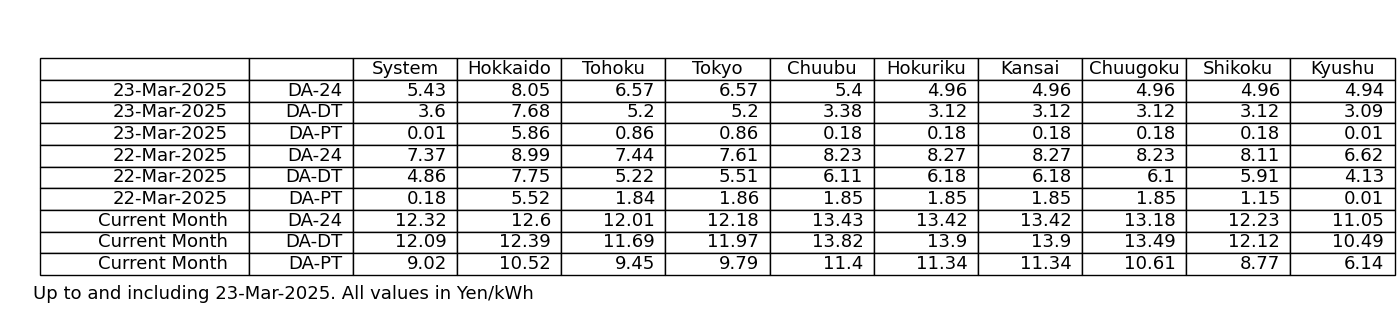 System Hokkaido Tohoku Tokyo Chuubu Hokuriku Kansai Chuugoku Shikoku Kyushu
23-Mar-2025 DA-24 5.43 8.05 6.57 6.57 5.4 4.96 4.96 4.96 4.96 4.94
23-Mar-2025 DA-DT 3.6 7.68 5.2 5.2 3.38 3.12 3.12 3.12 3.12 3.09
23-Mar-2025 DA-PT 0.01 5.86 0.86 0.86 0.18 0.18 0.18 0.18 0.18 0.01
22-Mar-2025 DA-24 7.37 8.99 7.44 7.61 8.23 8.27 8.27 8.23 8.11 6.62
22-Mar-2025 DA-DT 4.86 7.75 5.22 5.51 6.11 6.18 6.18 6.1 5.91 4.13
22-Mar-2025 DA-PT 0.18 5.52 1.84 1.86 1.85 1.85 1.85 1.85 1.15 0.01
Current Month DA-24 12.32 12.6 12.01 12.18 13.43 13.42 13.42 13.18 12.23 11.05
Current Month DA-DT 12.09 12.39 11.69 11.97 13.82 13.9 13.9 13.49 12.12 10.49
Current Month DA-PT 9.02 10.52 9.45 9.79 11.4 11.34 11.34 10.61 8.77 6.14
Up to and including 23-Mar-2025. All values in Yen/kWh